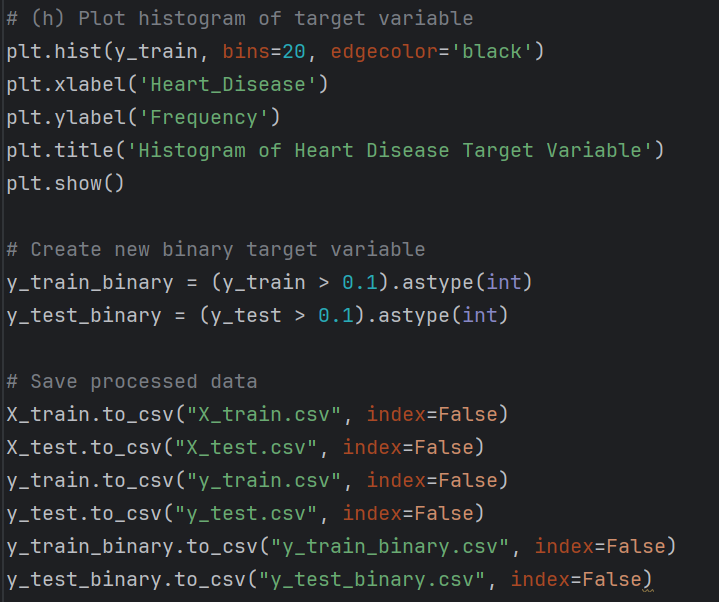 # (h) Plot histogram of target variable
plt.hist(y_train, bins=20, edgecolor='black')
plt.xlabel('Heart_Disease')
plt.ylabel('Frequency')
plt.title('Histogram of Heart Disease Target Variable')
plt.show()
# Create new binary target variable
y_train_binary = (y_train > 0.1).astype(int)
y_test_binary = (y_test > 0.1).astype(int)
# Save processed data
X_train.to_csv("X_train.csv", index=False)
X_test.to_csv("X_test.csv", index=False)
y_train.to_csv("y_train.csv", index=False)
y_test.to_csv("y_test.csv", index=False)
y_train_binary.to_csv("y_train_binary.csv", index=False)
y_test_binary.to_csv("y_test_binary.csv", index=False)